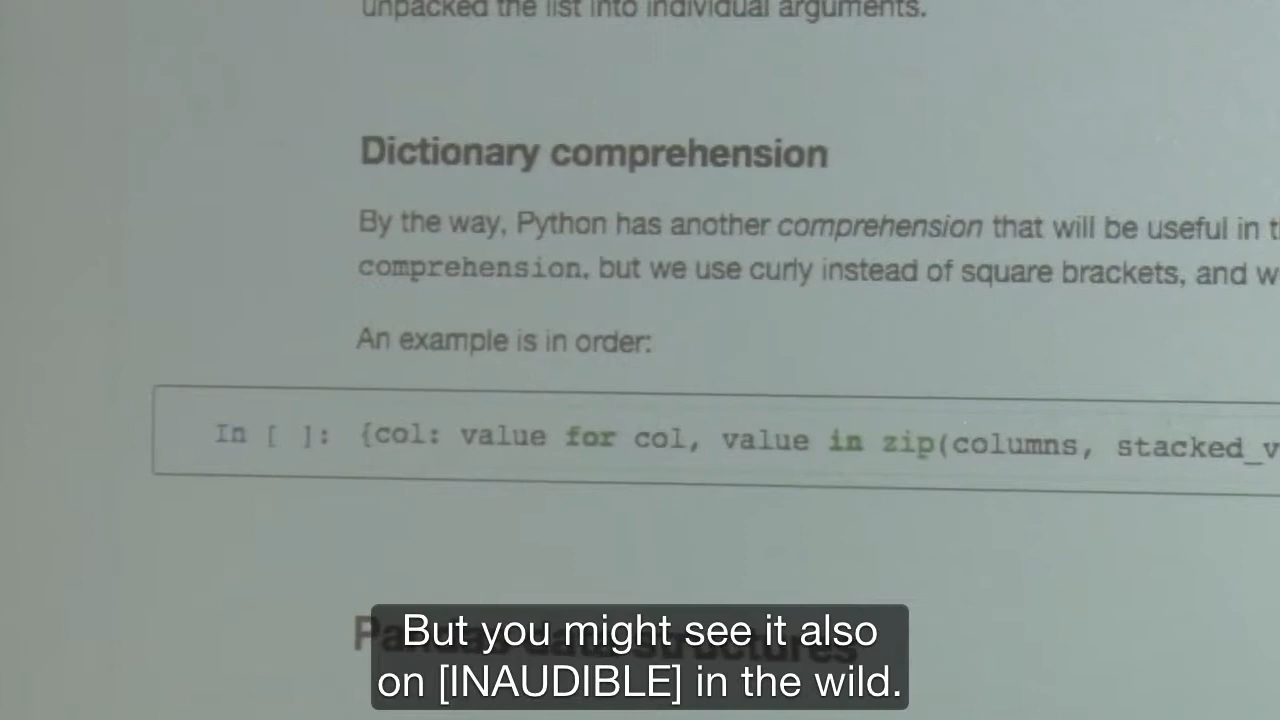 unpacked the list into individual arguments.
Dictionary comprehension
By the way, Python has another comprehension that will be useful in
comprehension, but we use curly instead of square brackets, and
An example is in order:
In [ ]: {col: value for col, value in zip(columns, stacked_v
But you might see it also
on [INAUDIBLE] in the wild.